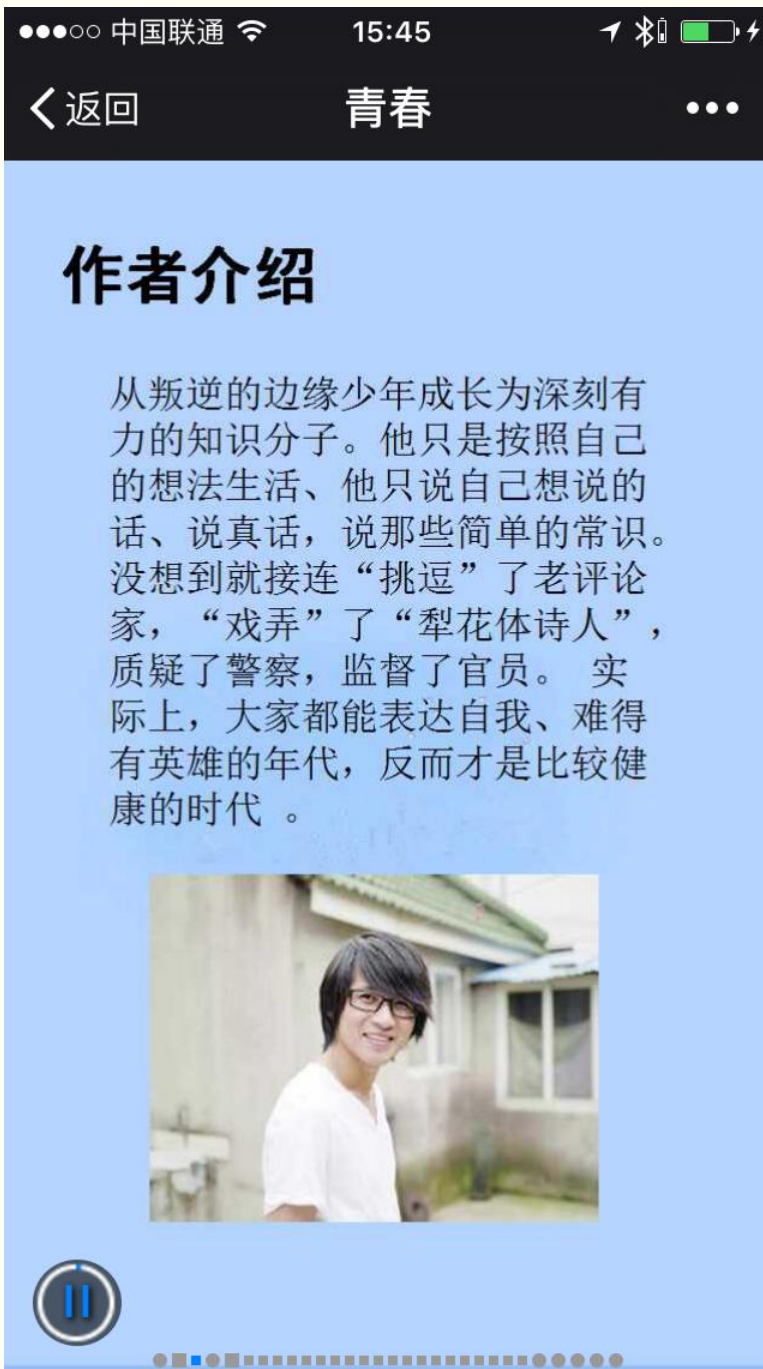 中国联通 15:45
返回 青春
作者介绍
从叛逆的边缘少年成长为深刻有
力的知识分子。他只是按照自己
的想法生活、他只说自己想说的
话、说真话，说那些简单的常识。
没想到就接连“挑逗”了老评论
家，“戏弄”了“犁花体诗人”，
质疑了警察，监督了官员。 实
际上，大家都能表达自我、难得
有英雄的年代，反而才是比较健
康的时代 。